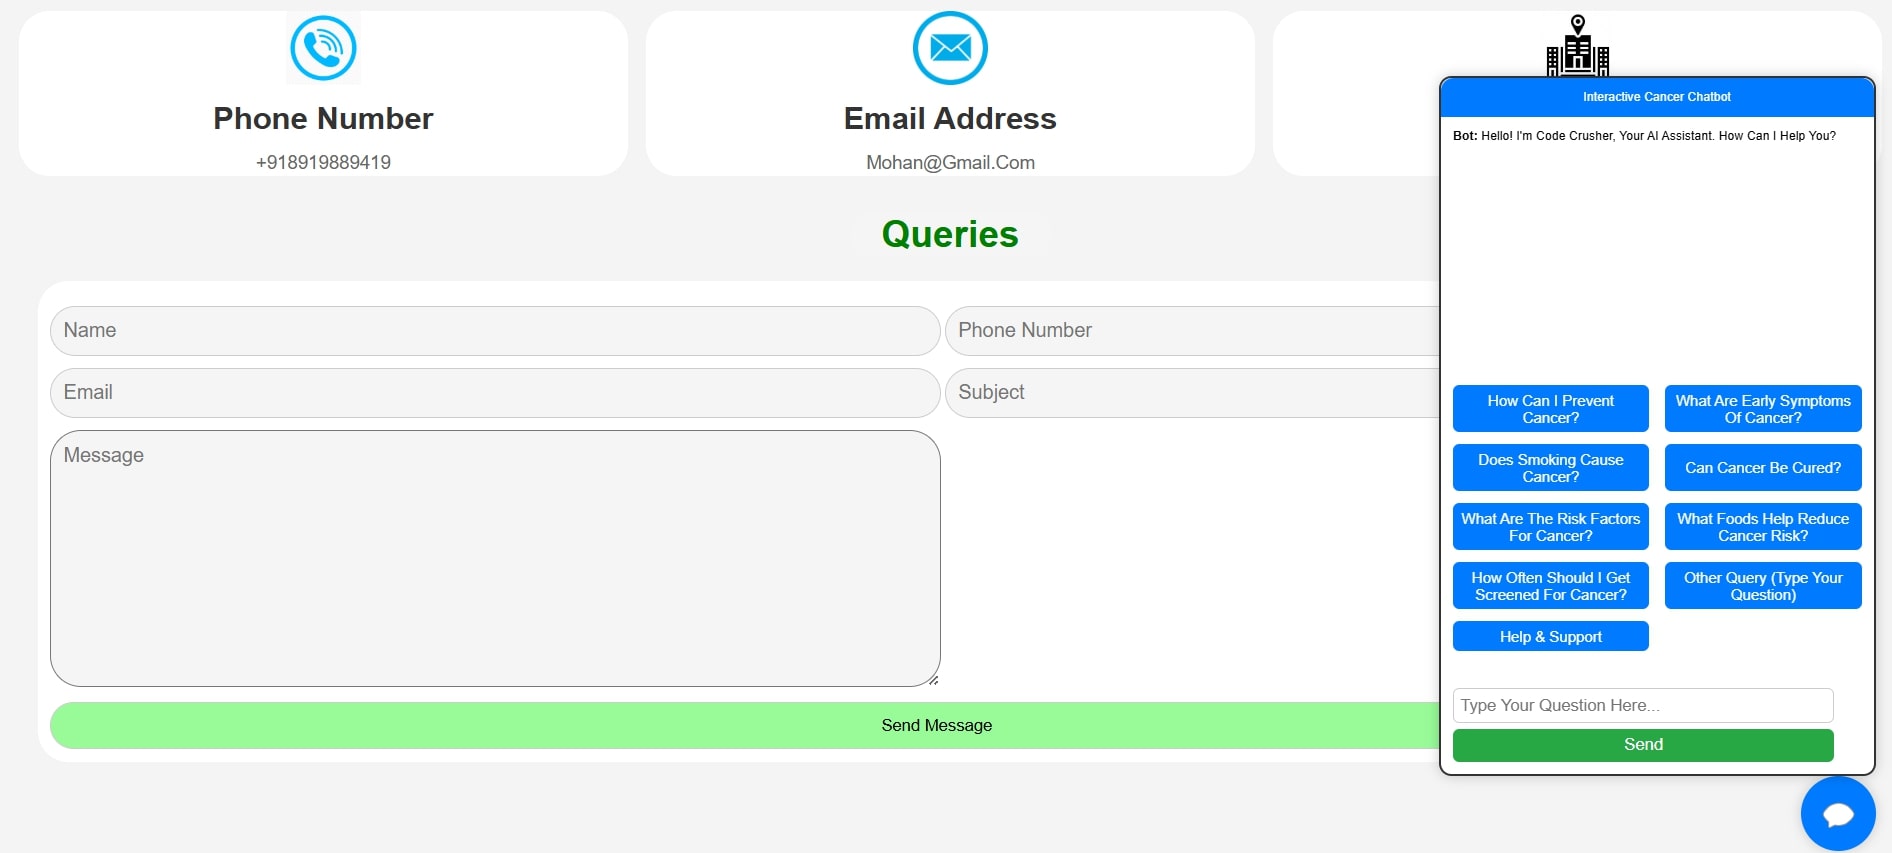 Phone Number
+918919889419
Email Address
Mohan@Gmail.Com
Queries
Name
Phone Number
Email
Subject
Message
Send Message
Interactive Cancer Chatbot
Bot: Hello! I'm Code Crusher, Your AI Assistant. How Can I Help You?
How Can I Prevent
Cancer?
What Are Early Symptoms
Of Cancer?
Does Smoking Cause
Cancer?
Can Cancer Be Cured?
What Are The Risk Factors
For Cancer?
What Foods Help Reduce
Cancer Risk?
How Often Should I Get
Screened For Cancer?
Other Query (Type Your
Question)
Help & Support
Type Your Question Here...
Send